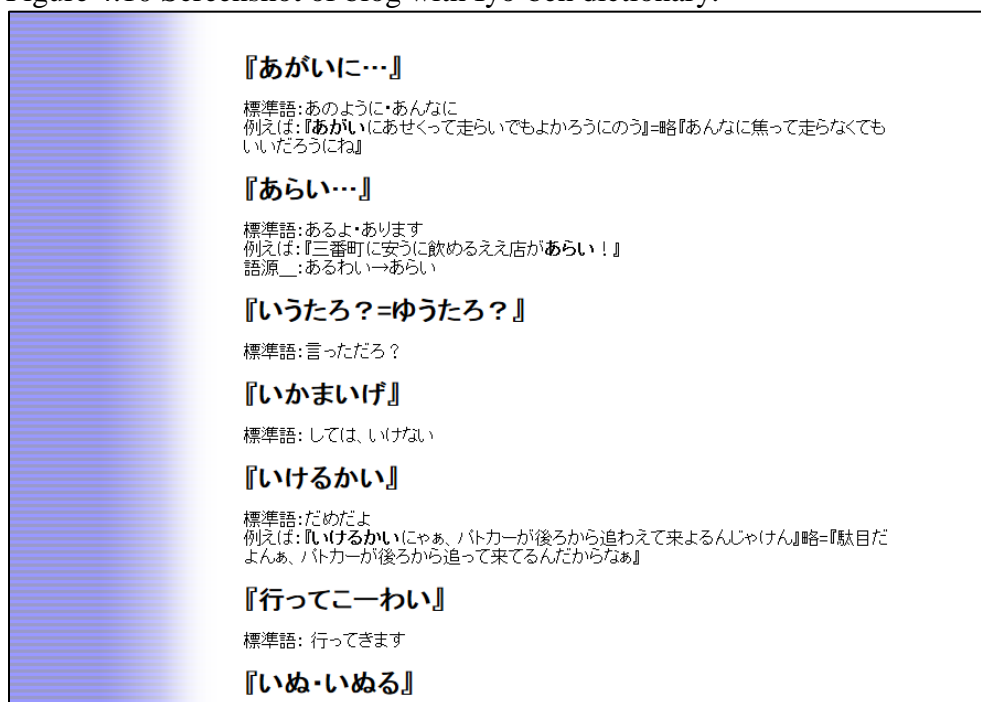 『あがいに…』
標準語:あのように・あんなに
例えば:『あがいにあせくって走らいでもよかろうにのう』=略『あんなに焦って走らなくても
いいだろうにね』
『あらい…』
標準語:あるよ・あります
例えば:『三番町に安うに飲めるええ店があらい！』
語源__:あるわい→あらい
『いうたろ？=ゆうたろ？』
標準語:言っただろ？
『いかまいげ』
標準語: しては、いけない
『いけるかい』
標準語:だめだよ
例えば:『いけるかいにゃぁ、パトカーが後ろから追わえて来よるんじゃけん』略=『駄目だ
よんぁ、パトカーが後ろから追って来てるんだからなぁ』
『行ってこーわい』
標準語: 行ってきます
『いぬ・いぬる』